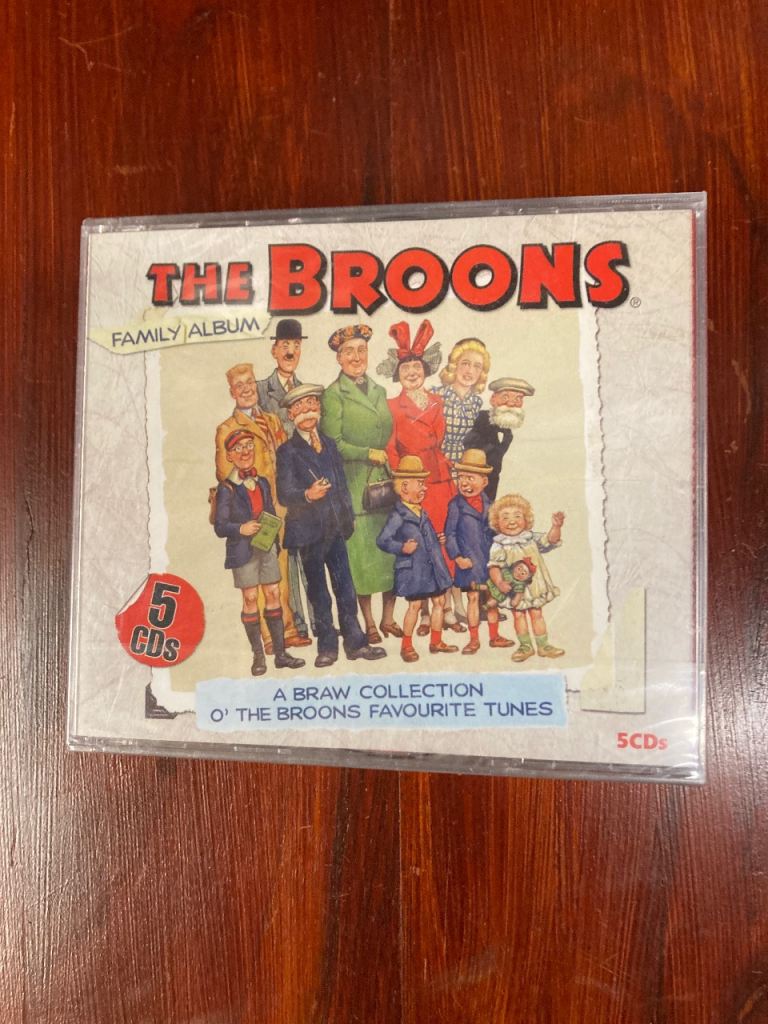 THE BROONS®
FAMILY ALBUM
5
CDs
A BRAW COLLECTION
O' THE BROONS FAVOURITE TUNES
5CDs